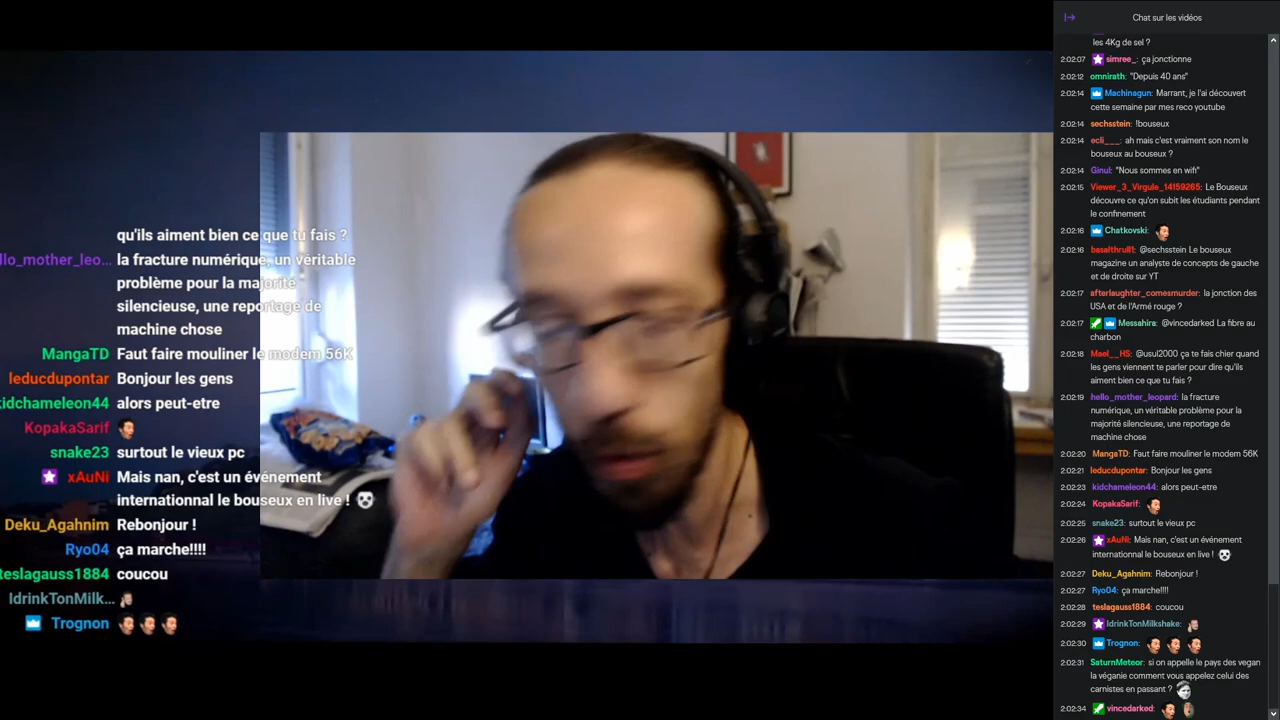 qu'ils aiment bien ce que tu fais ?
llo_mother_leo... la fracture numérique, un véritable
problème pour la majorité
silencieuse, une reportage de
machine chose
MangaTD Faut faire mouliner le modem 56K
leducdupontar Bonjour les gens
kidchameleon44 alors peut-etre
KopakaSarif
snake23 surtout le vieux pc
xAuNi Mais nan, c'est un événement
internationnal le bouseux en live !
Deku_Agahnim Rebonjour !
Ryo04 ça marche!!!!
teslagauss1884 coucou
IdrinkTonMilk...
Trognon
Chat sur les vidéos
les 4Kg de sel ?
2:02:07 simree_: ça jonctionne
2:02:12 omnirath: "Depuis 40 ans"
2:02:14 Machinagun: Marrant, je l'ai découvert
cette semaine par mes reco youtube
2:02:14 sechsstein: !bouseux
2:02:14 ecli___: ah mais c'est vraiment son nom le
bouseux au bouseux ?
2:02:14 Ginul: "Nous sommes en wifi"
2:02:15 Viewer_3_Virgule_14159265: Le Bouseux
découvre ce qu'on subit les étudiants pendant
le confinement
2:02:16 Chatkovski:
2:02:16 basalthrull1: @sechsstein Le bouseux
magazine un analyste de concepts de gauche
et de droite sur YT
2:02:17 afterlaughter_comesmurder: la jonction des
USA et de l'Armé rouge ?
2:02:17 Messahira: @vincedarked La fibre au
charbon
2:02:18 Mael__HS: @usul2000 ça te fais chier quand
les gens viennent te parler pour dire qu'ils
aiment bien ce que tu fais ?
2:02:19 hello_mother_leopard: la fracture
numérique, un véritable problème pour la
majorité silencieuse, une reportage de
machine chose
2:02:20 MangaTD: Faut faire mouliner le modem 56K
2:02:21 leducdupontar: Bonjour les gens
2:02:23 kidchameleon44: alors peut-etre
2:02:24 KopakaSarif:
2:02:25 snake23: surtout le vieux pc
2:02:26 xAuNi: Mais nan, c'est un événement
internationnal le bouseux en live !
2:02:27 Deku_Agahnim: Rebonjour !
2:02:27 Ryo04: ça marche!!!!
2:02:28 teslagauss1884: coucou
2:02:29 IdrinkTonMilkshake:
2:02:30 Trognon:
2:02:31 SaturnMeteor: si on appelle le pays des vegan
la véganie comment vous appelez celui des
carnistes en passant ?
2:02:34 vincedarked: